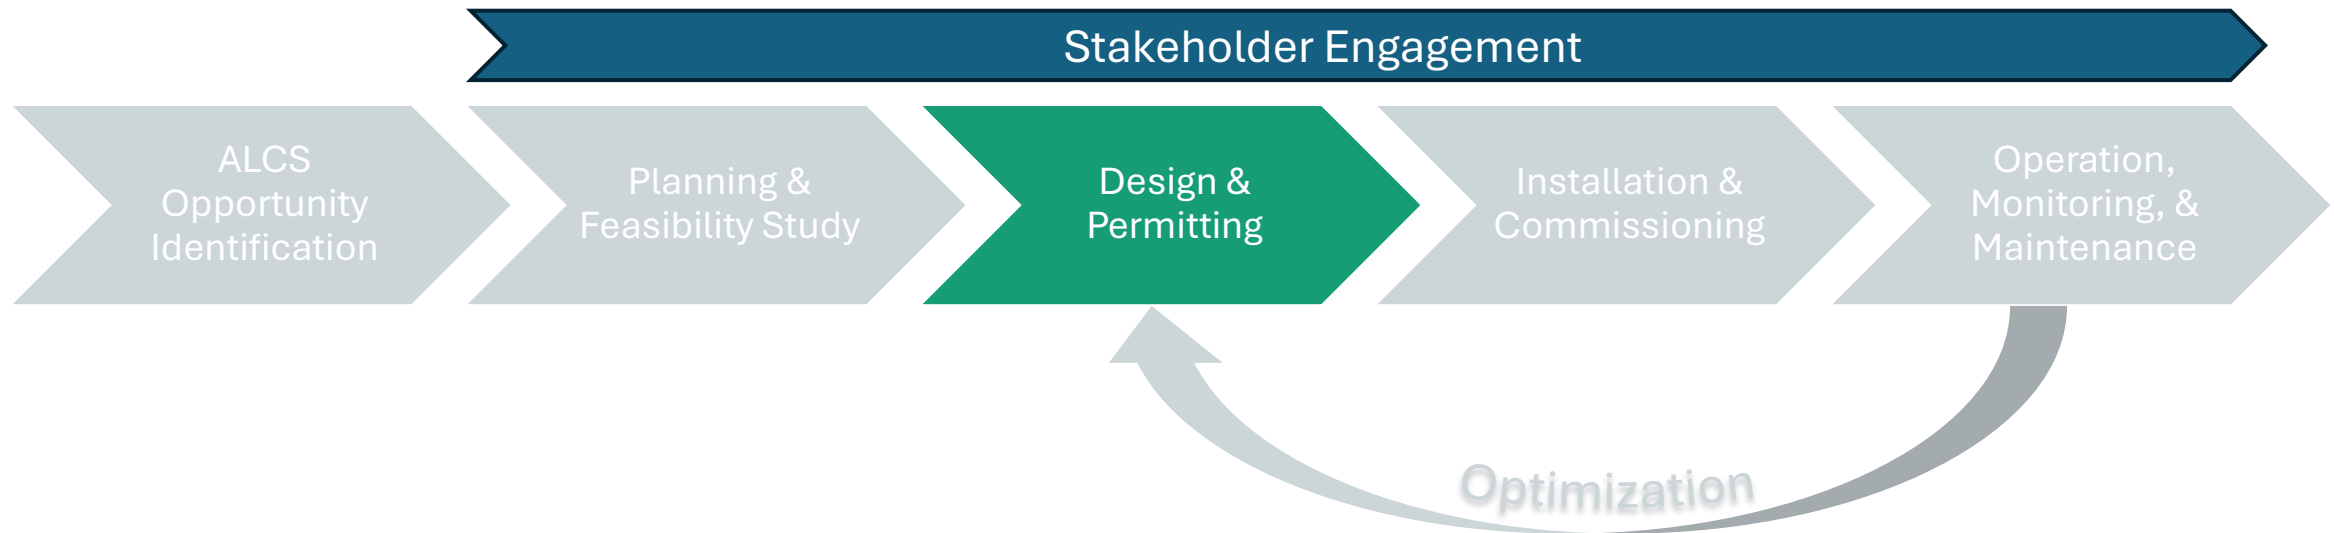 Stakeholder Engagement
ALCS
Opportunity
Identification
Planning &
Feasibility Study
Design &
Permitting
Installation &
Commissioning
Operation,
Monitoring, &
Maintenance
Optimization